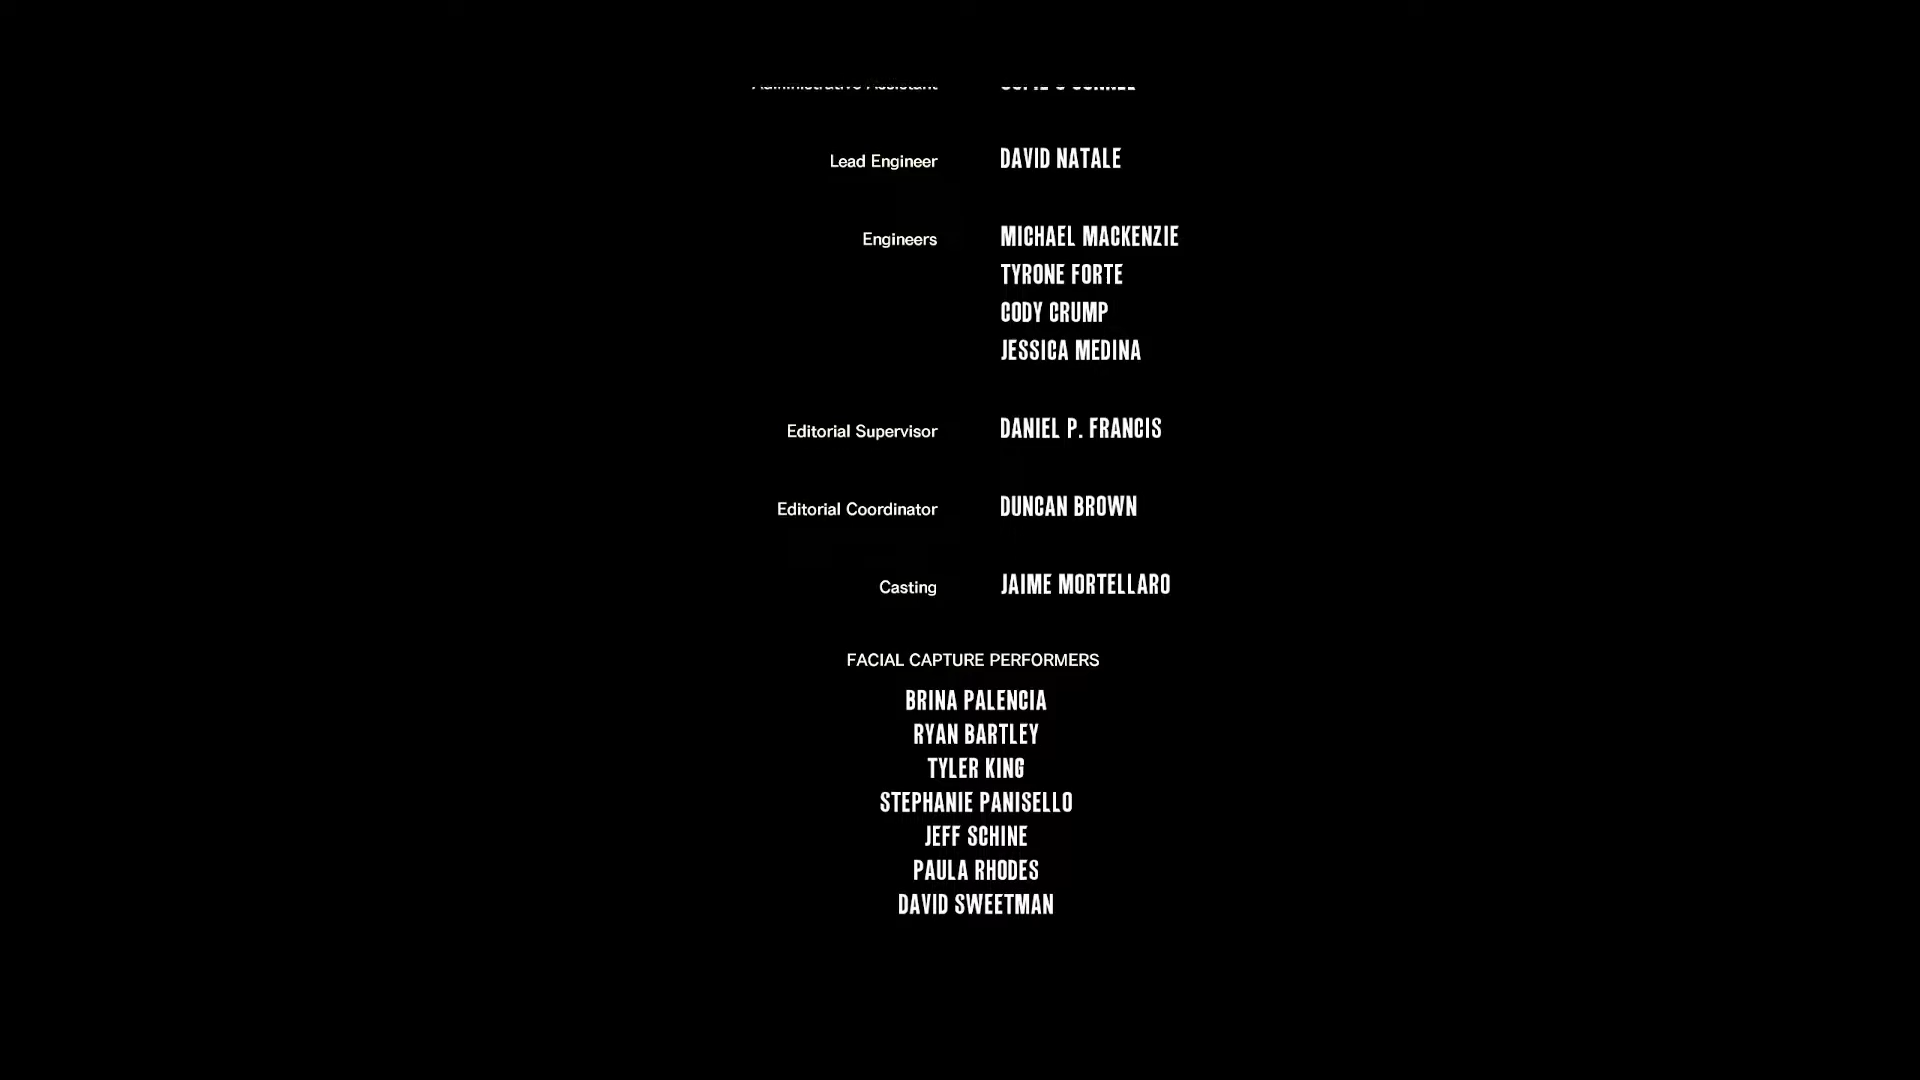 Administrative Assistant
Lead Engineer DAVID NATALE
Engineers MICHAEL MACKENZIE
TYRONE FORTE
CODY CRUMP
JESSICA MEDINA
Editorial Supervisor DANIEL P. FRANCIS
Editorial Coordinator DUNCAN BROWN
Casting JAIME MORTELLARO
FACIAL CAPTURE PERFORMERS
BRINA PALENCIA
RYAN BARTLEY
TYLER KING
STEPHANIE PANISELLO
JEFF SCHINE
PAULA RHODES
DAVID SWEETMAN